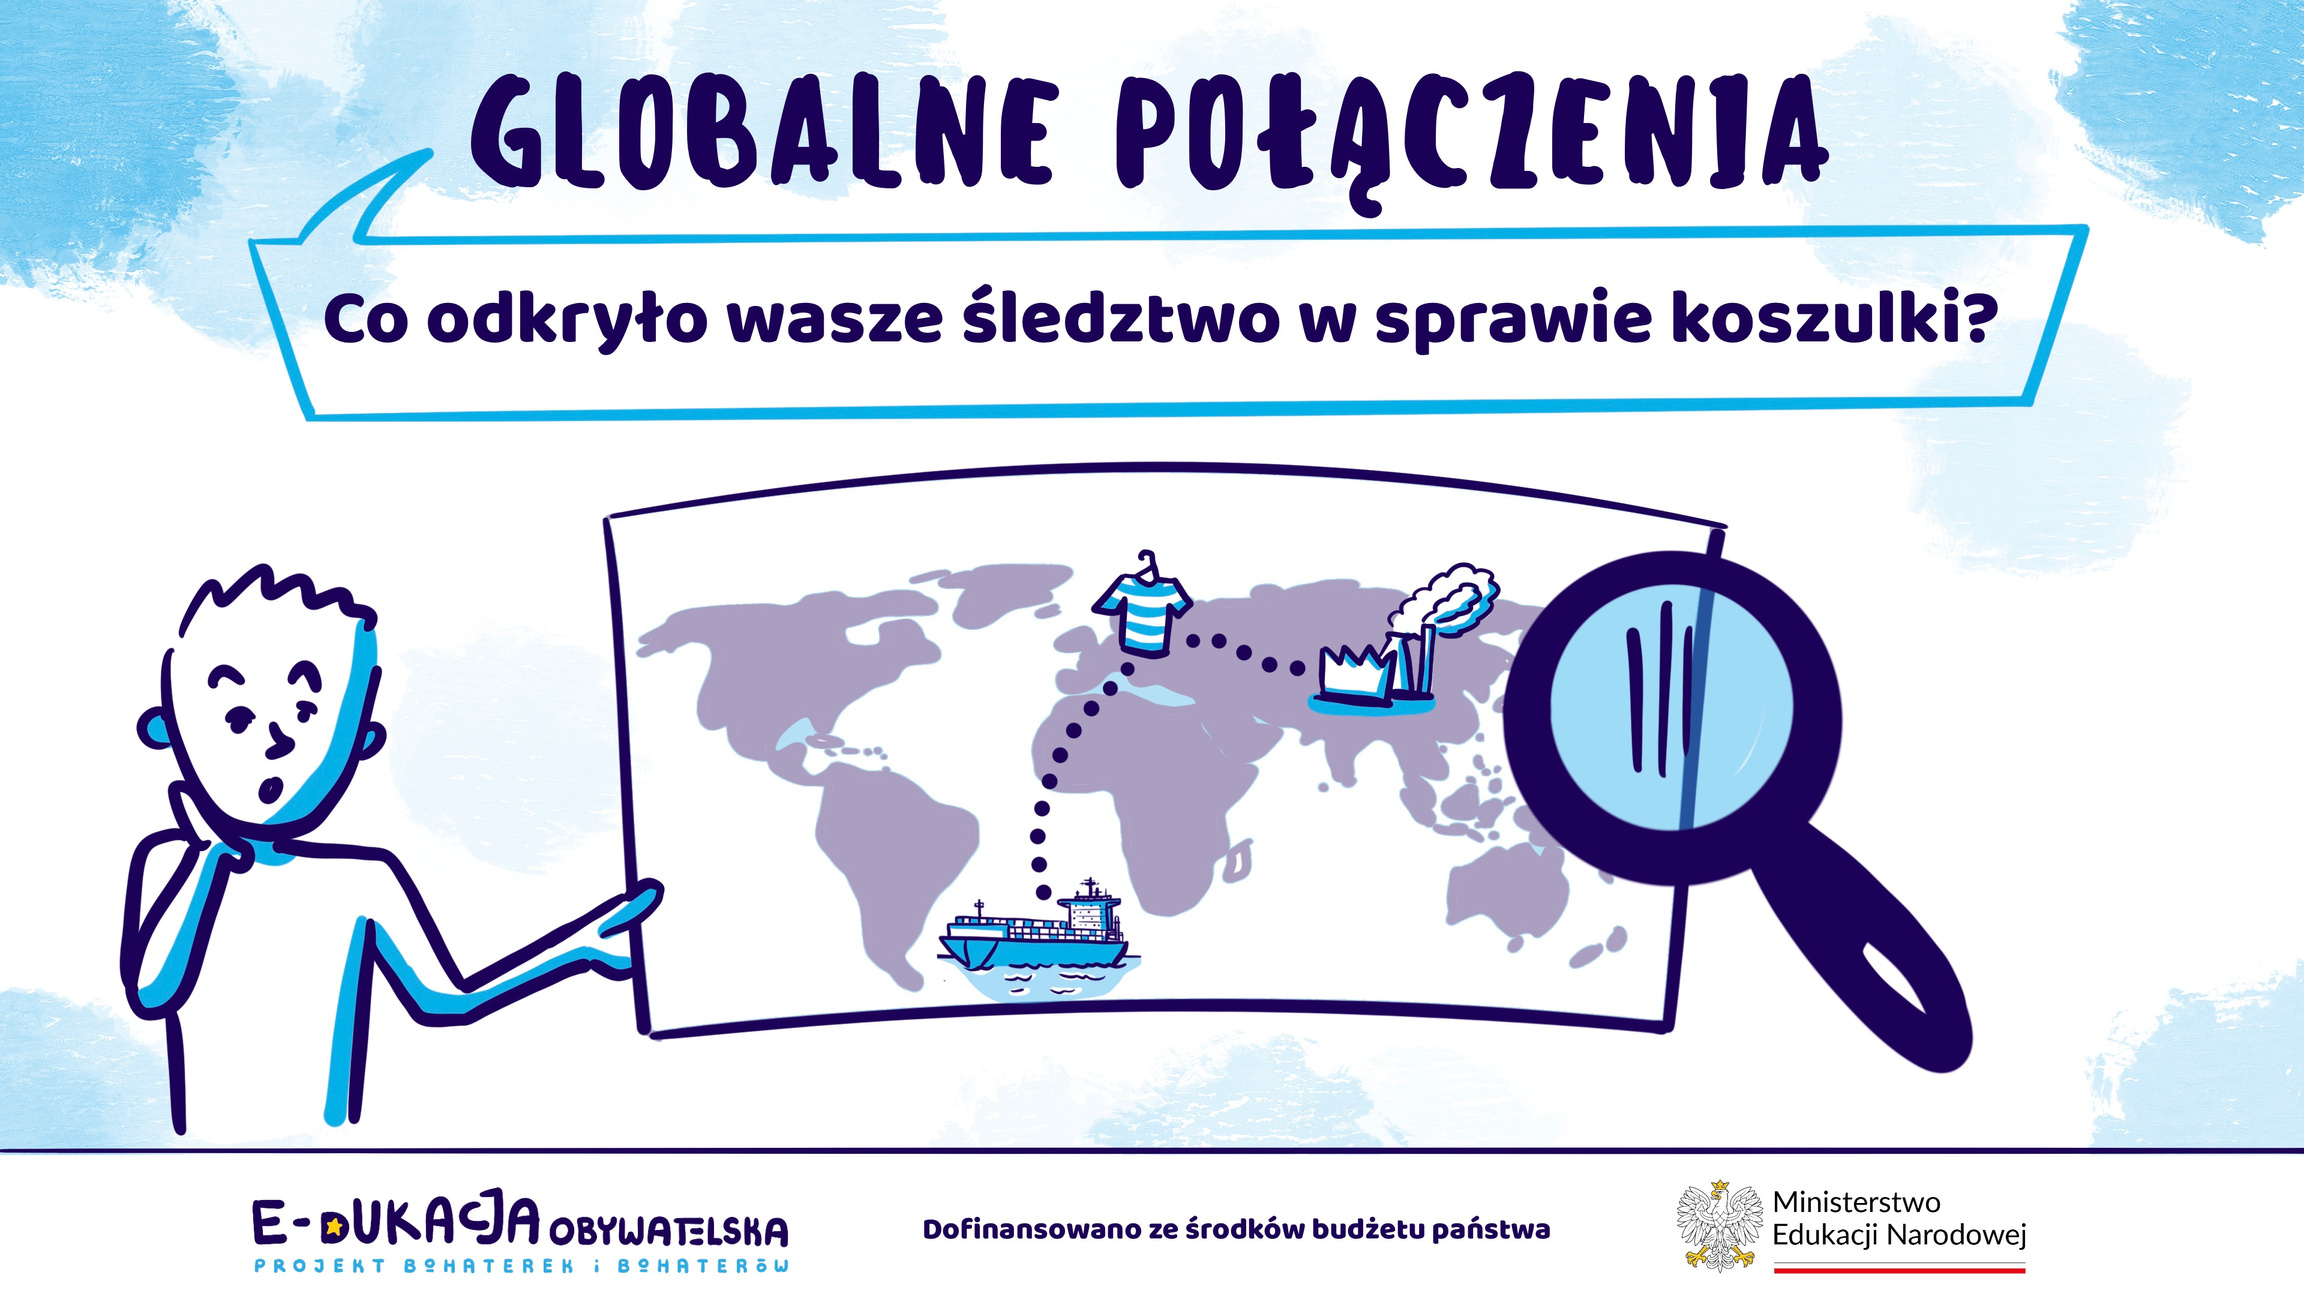 GLOBALNE POŁĄCZENIA
Co odkryło wasze śledztwo w sprawie koszulki?
E-DUKACJA OBYWATELSKA
PROJEKT BOHATEREK i BOHATERÓW
Dofinansowano ze środków budżetu państwa
Ministerstwo
Edukacji Narodowej